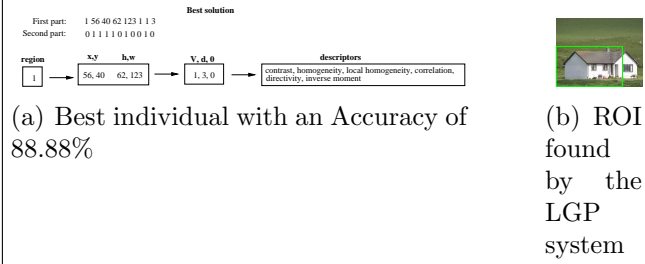 Best solution
First part: 1 56 40 62 123 1 1 3
Second part: 0 1 1 1 1 0 1 0 0 1 0
region x,y h,w V, d, θ descriptors
1 56, 40 62, 123 1, 3, 0 contrast, homogeneity, local homogeneity, correlation,
directivity, inverse moment
(a) Best individual with an Accuracy of
88.88%
(b) ROI
found
by the
LGP
system